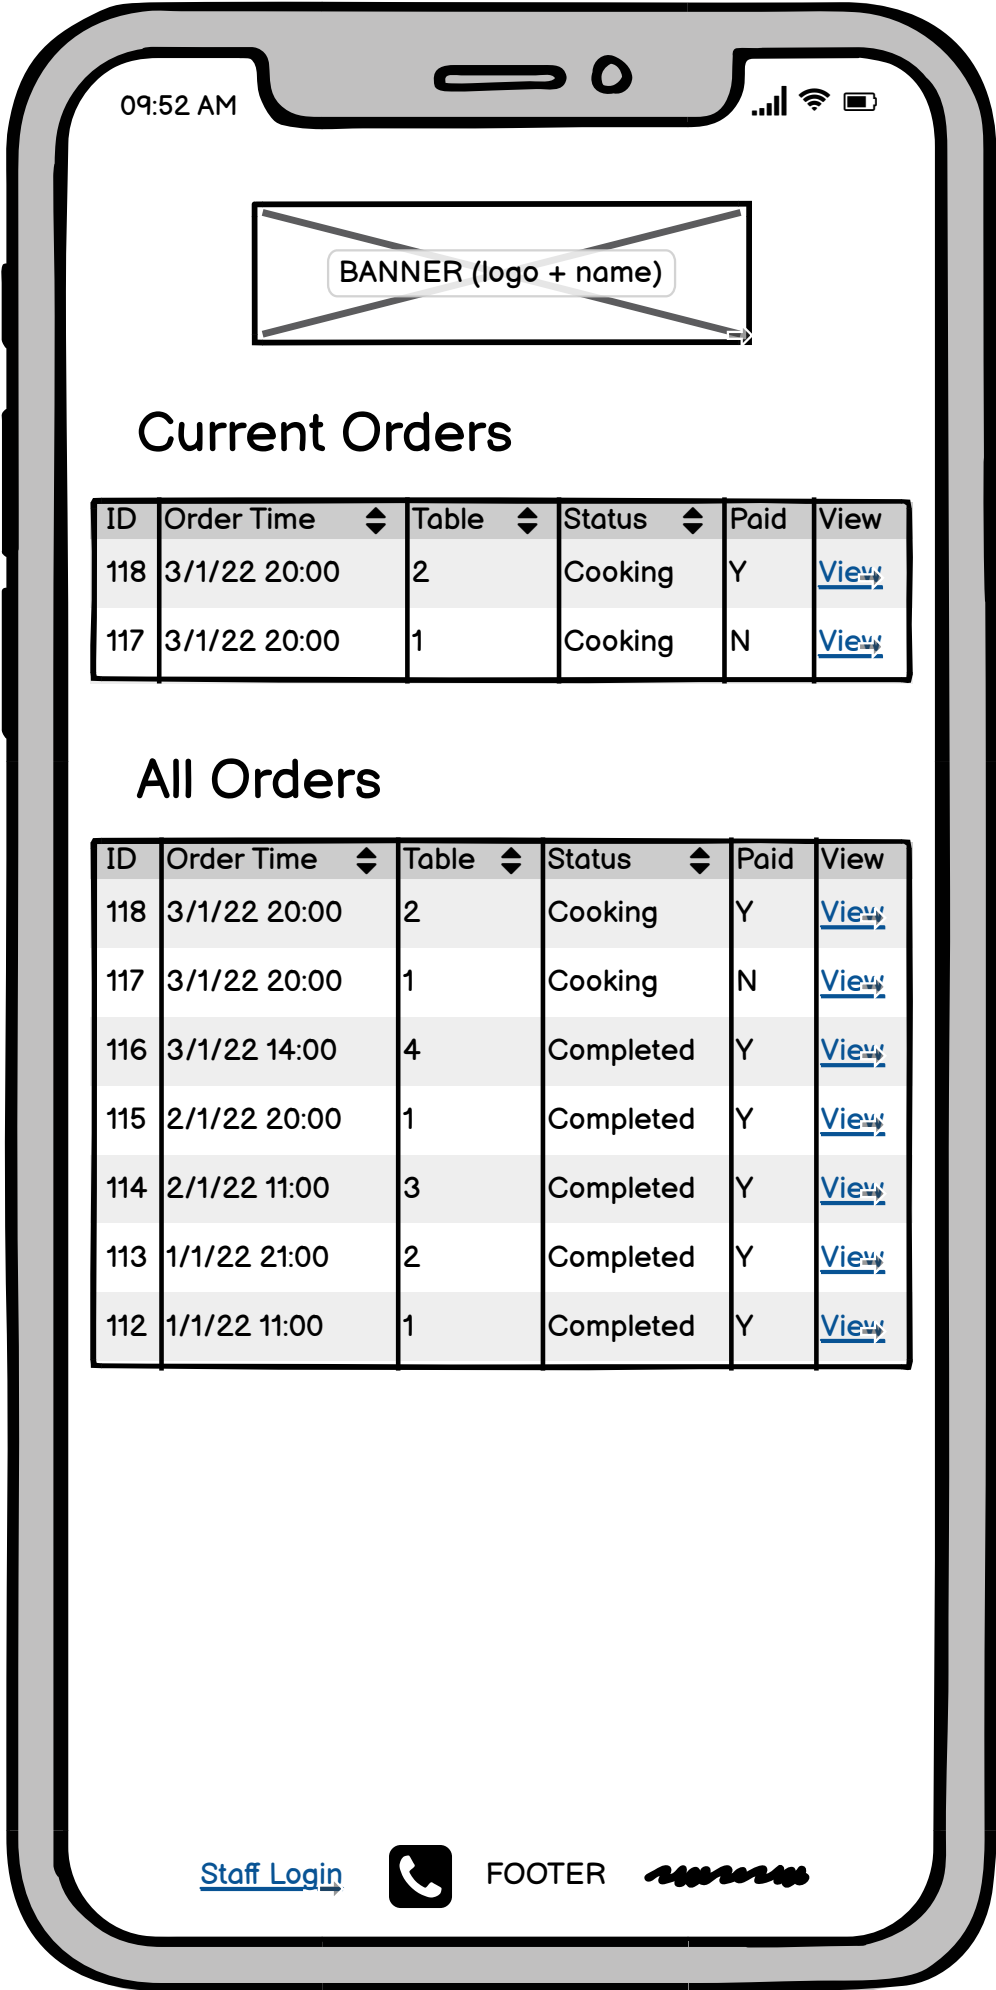 09:52 AM
BANNER (logo + name)
Current Orders
ID Order Time Table Status Paid View
118 3/1/22 20:00 2 Cooking Y View
117 3/1/22 20:00 1 Cooking N View
All Orders
ID Order Time Table Status Paid View
118 3/1/22 20:00 2 Cooking Y View
117 3/1/22 20:00 1 Cooking N View
116 3/1/22 14:00 4 Completed Y View
115 2/1/22 20:00 1 Completed Y View
114 2/1/22 11:00 3 Completed Y View
113 1/1/22 21:00 2 Completed Y View
112 1/1/22 11:00 1 Completed Y View
Staff Login FOOTER